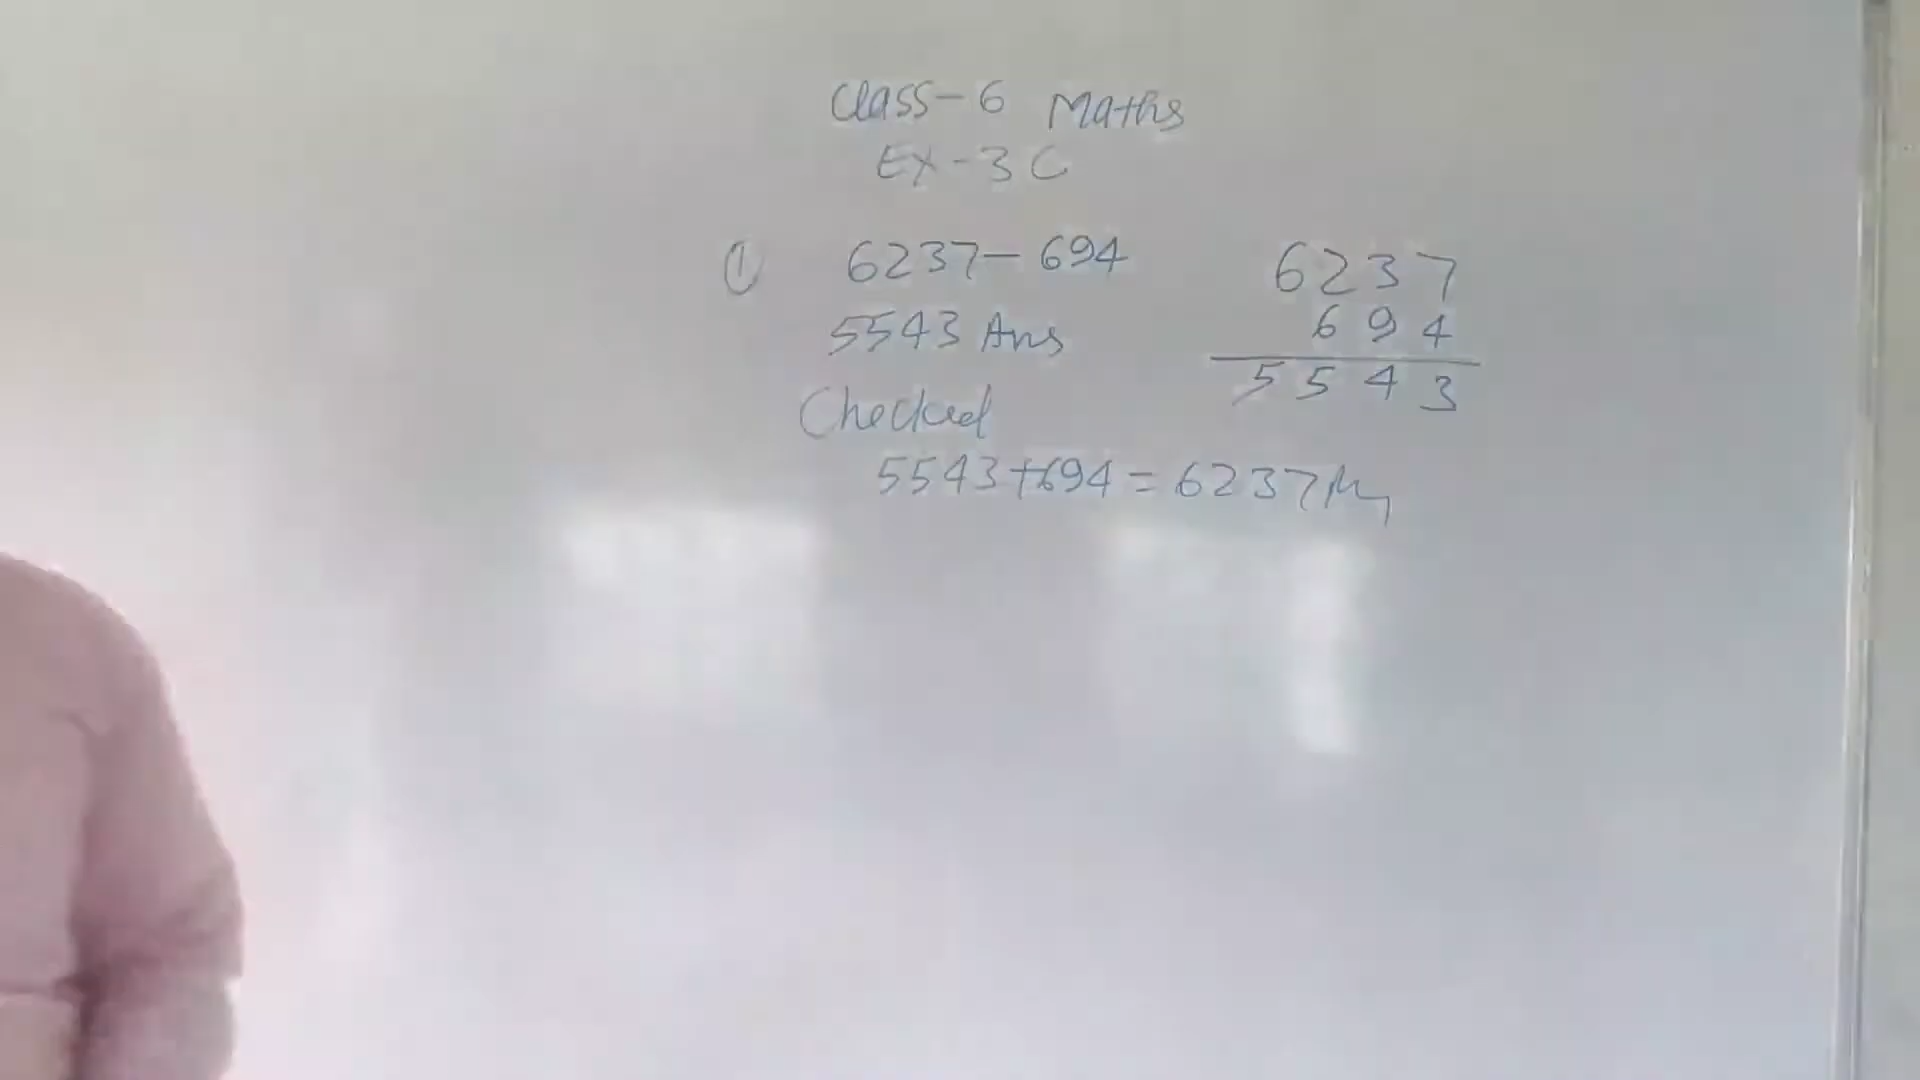 Class-6 Maths
Ex-3C
① 6237-694
5543 Ans
Checked
5543+694=6237
6237
694
5543